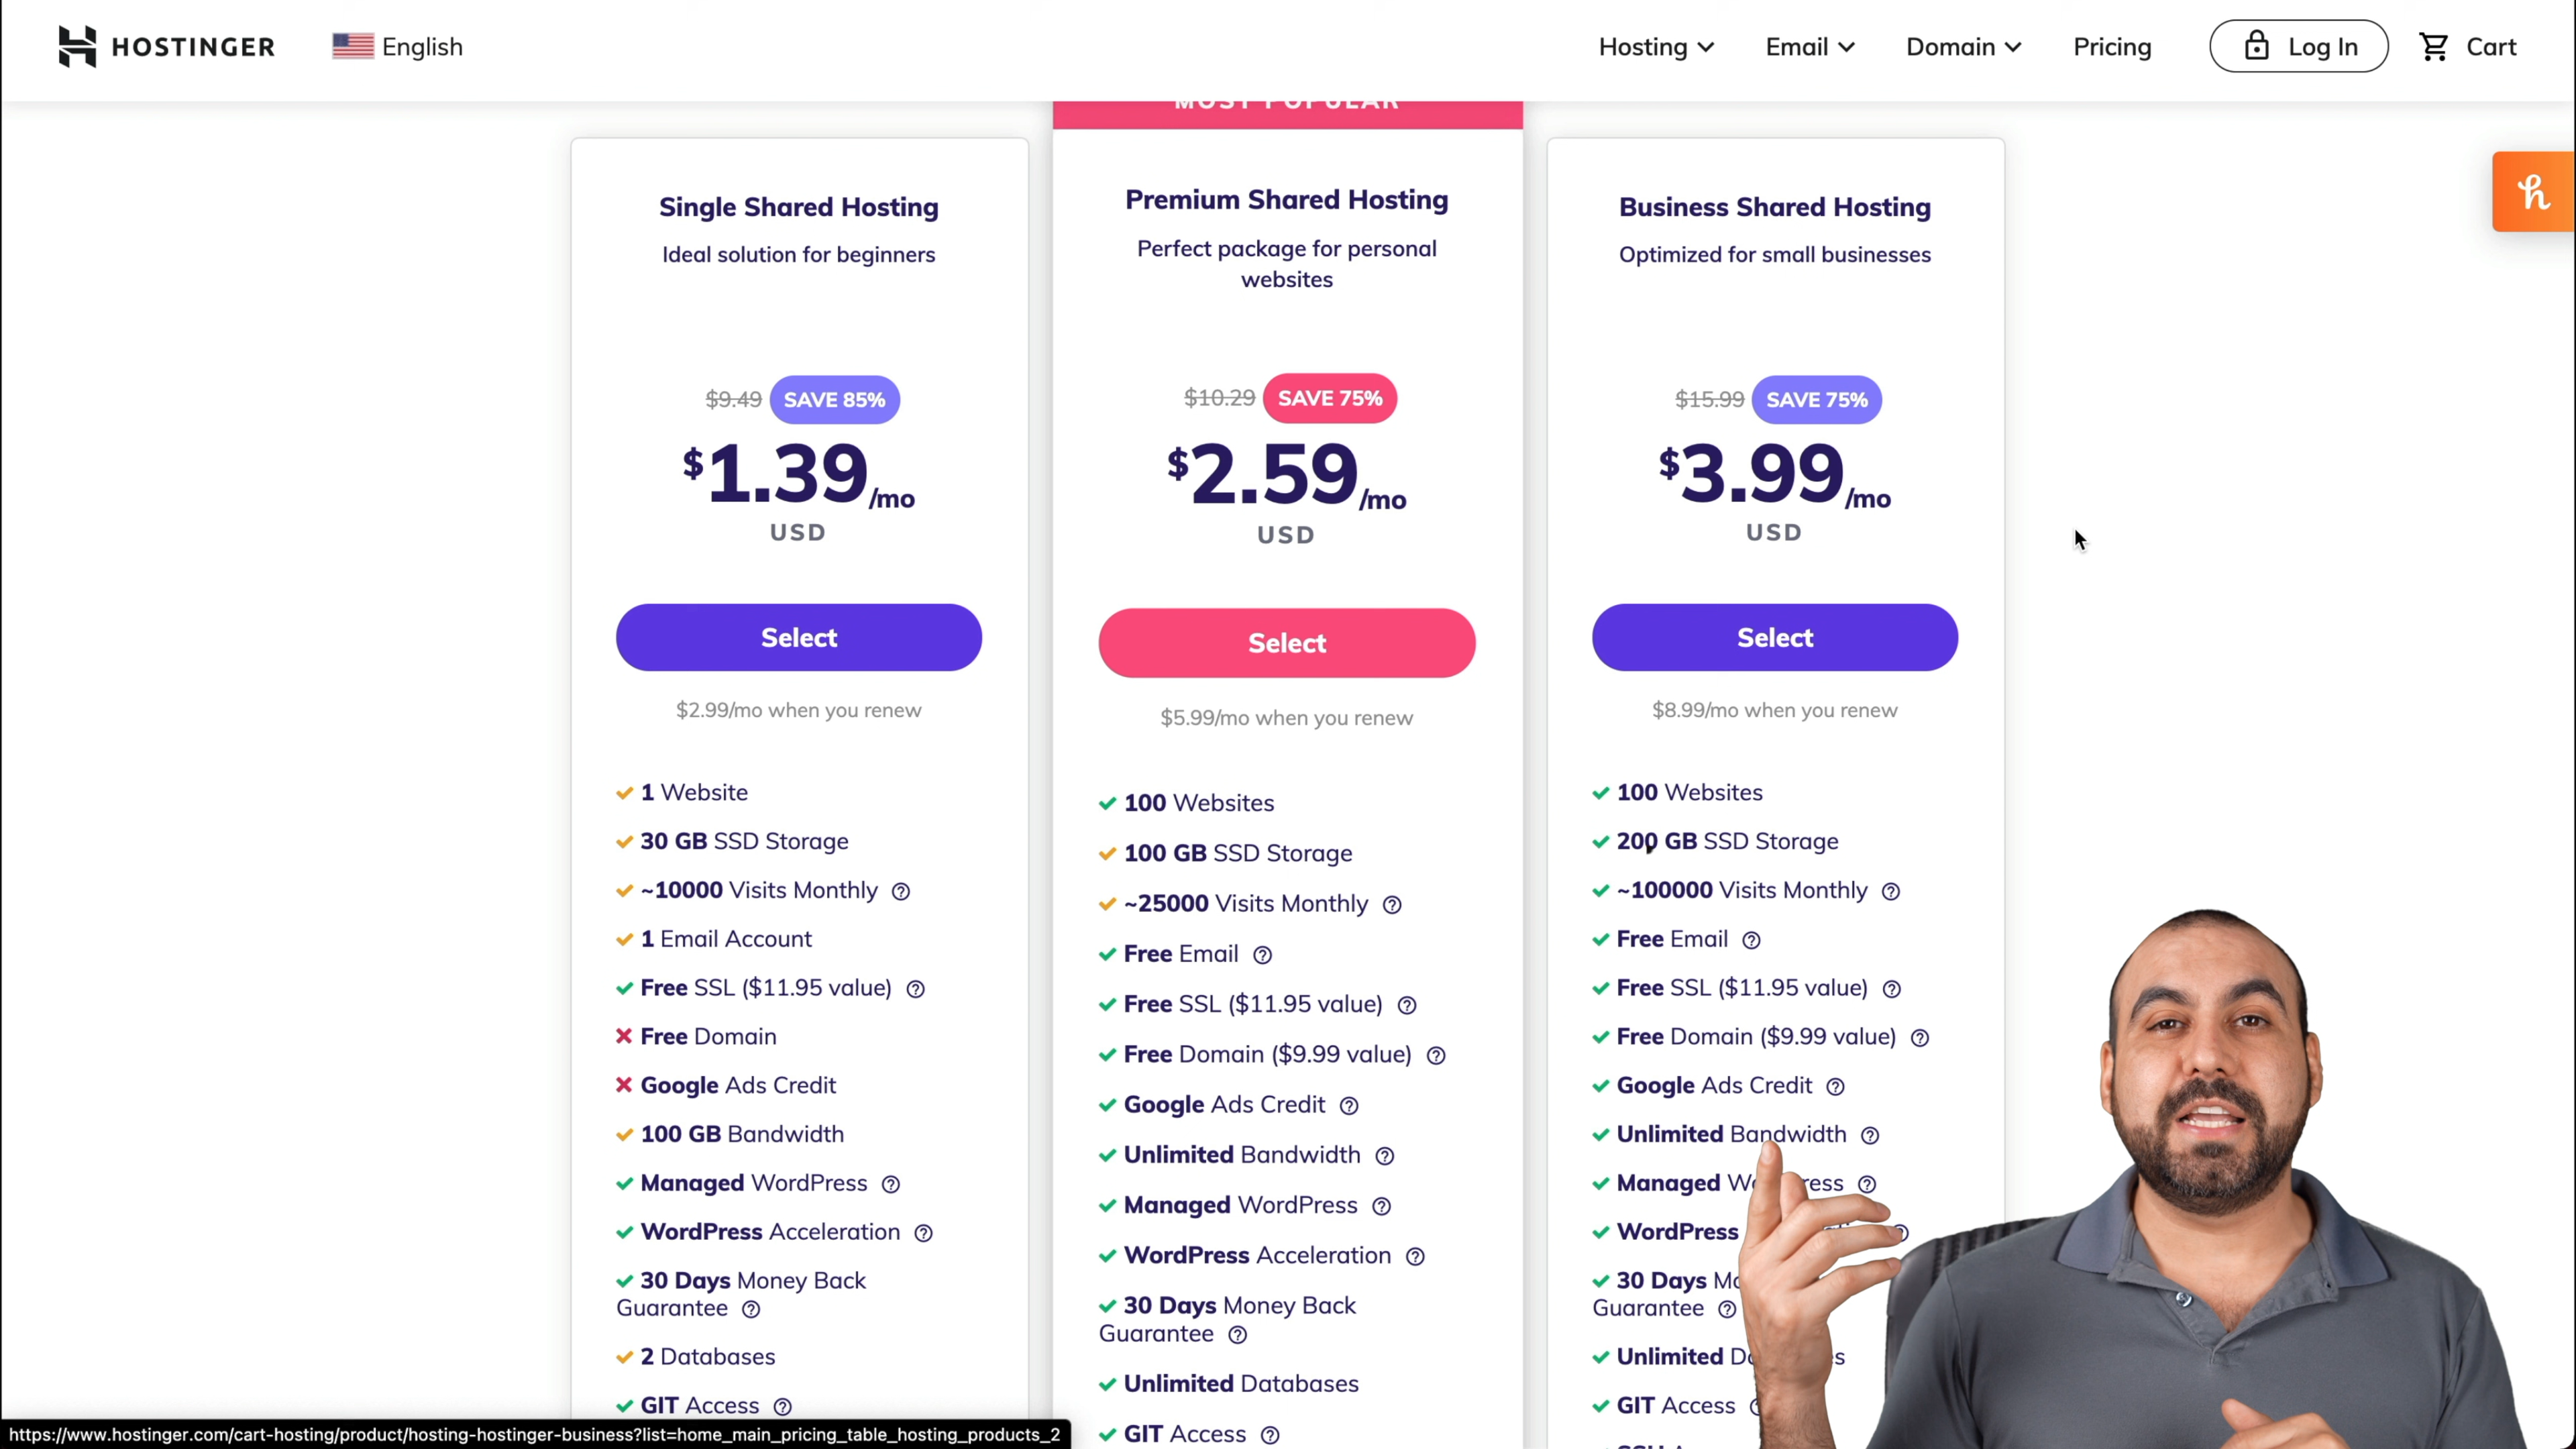 HOSTINGER
English
Hosting
Email
Domain
Pricing
Log In
Cart
MOST POPULAR
Single Shared Hosting
Ideal solution for beginners
$9.49 SAVE 85%
$1.39/mo
USD
Select
$2.99/mo when you renew
1 Website
30 GB SSD Storage
~10000 Visits Monthly
1 Email Account
Free SSL ($11.95 value)
Free Domain
Google Ads Credit
100 GB Bandwidth
Managed WordPress
WordPress Acceleration
30 Days Money Back
Guarantee
2 Databases
GIT Access
Premium Shared Hosting
Perfect package for personal
websites
$10.29 SAVE 75%
$2.59/mo
USD
Select
$5.99/mo when you renew
100 Websites
100 GB SSD Storage
~25000 Visits Monthly
Free Email
Free SSL ($11.95 value)
Free Domain ($9.99 value)
Google Ads Credit
Unlimited Bandwidth
Managed WordPress
WordPress Acceleration
30 Days Money Back
Guarantee
Unlimited Databases
GIT Access
Business Shared Hosting
Optimized for small businesses
$15.99 SAVE 75%
$3.99/mo
USD
Select
$8.99/mo when you renew
100 Websites
200 GB SSD Storage
~100000 Visits Monthly
Free Email
Free SSL ($11.95 value)
Free Domain ($9.99 value)
Google Ads Credit
Unlimited Bandwidth
Managed
WordPress
30 Days
Guarantee
Unlimited
GIT Access
https://www.hostinger.com/cart-hosting/product/hosting-hostinger-business?list=home_main_pricing_table_hosting_products_2